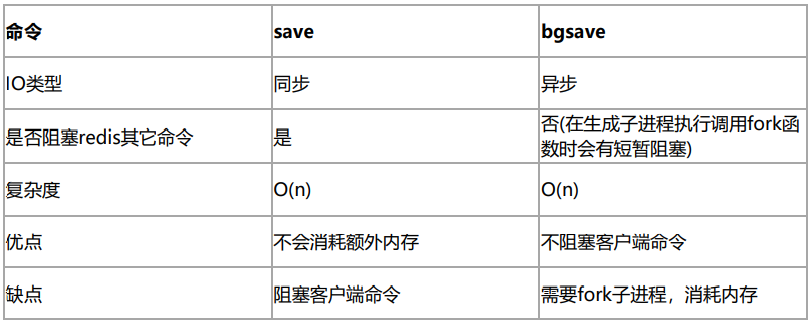 命令 save bgsave
IO类型 同步 异步
是否阻塞redis其它命令 是 否(在生成子进程执行调用fork函
数时会有短暂阻塞)
复杂度 O(n) O(n)
优点 不会消耗额外内存 不阻塞客户端命令
缺点 阻塞客户端命令 需要fork子进程，消耗内存